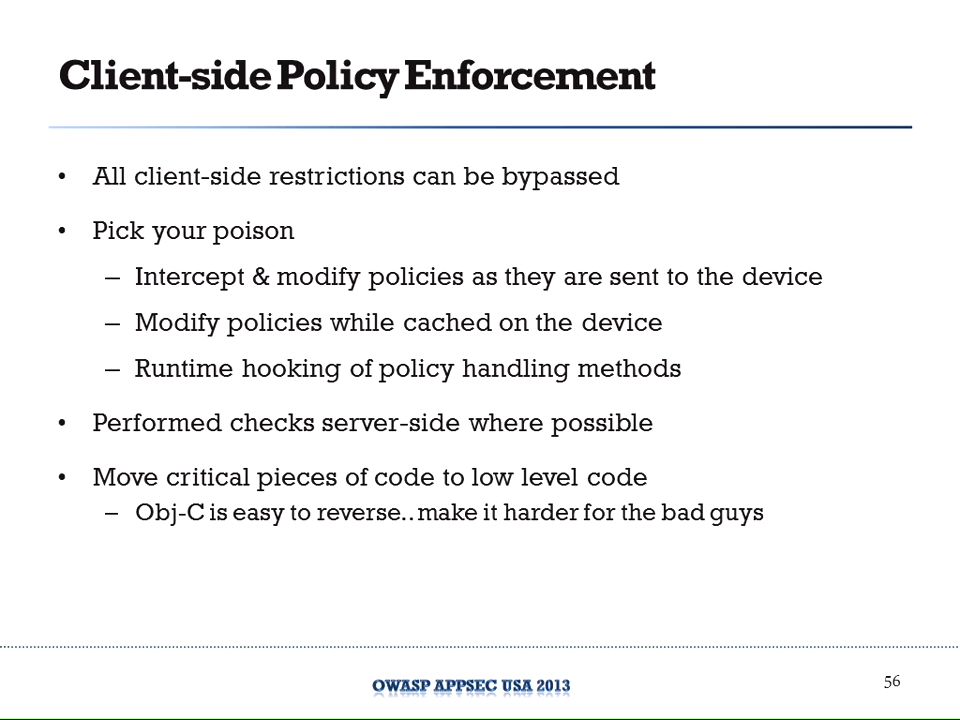 Client-side Policy Enforcement
• All client-side restrictions can be bypassed
• Pick your poison
– Intercept & modify policies as they are sent to the device
– Modify policies while cached on the device
– Runtime hooking of policy handling methods
• Performed checks server-side where possible
• Move critical pieces of code to low level code
– Obj-C is easy to reverse.. make it harder for the bad guys
OWASP APPSEC USA 2013
56